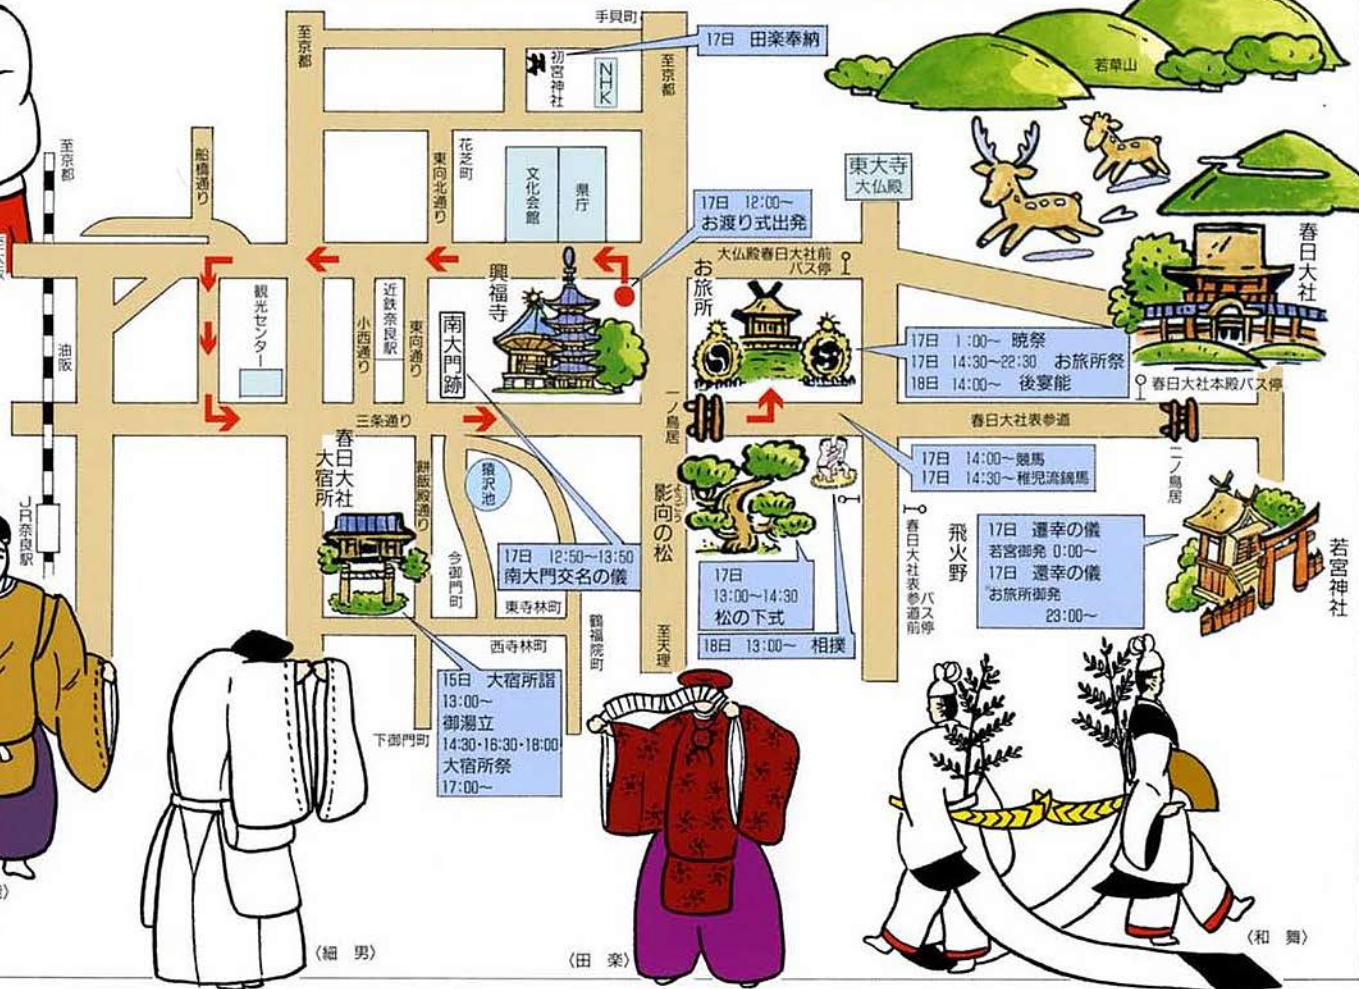 手貝町
17日 田楽奉納
至京都
初宮神社
NHK
至京都
若草山
至京都
船橋通り
東向北通り
花芝町
文化会館
県庁
東大寺
大仏殿
17日 12:00〜
お渡り式出発
大仏殿春日大社前
バス停
春日大社
お旅所
興福寺
観光センター
小西通り
近鉄奈良駅
東向通り
南大門跡
油阪
17日 1:00〜 暁祭
17日 14:30〜22:30 お旅所祭
18日 14:00〜 後宴能
春日大社本殿バス停
三条通り
一ノ鳥居
春日大社表参道
二ノ鳥居
17日 14:00〜競馬
17日 14:30〜稚児流鏑馬
春日大社
大宿所
餅飯殿通り
猿沢池
影向の松
ようごう
JR奈良駅
今御門町
17日 12:50〜13:50
南大門交名の儀
東寺林町
西寺林町
鶴福院町
至天理
17日
13:00〜14:30
松の下式
18日 13:00〜 相撲
春日大社表参道前
バス停
飛火野
17日 遷幸の儀
若宮御発 0:00〜
17日 還幸の儀
お旅所御発
23:00〜
若宮神社
15日 大宿所詣
13:00〜
御湯立
14:30・16:30・18:00
大宿所祭
17:00〜
下御門町
〈細 男〉
〈田 楽〉
〈和 舞〉